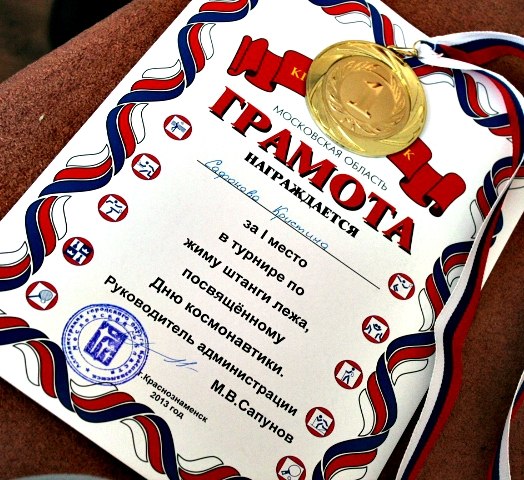 МОСКОВСКАЯ ОБЛАСТЬ
ГРАМОТА
НАГРАЖДАЕТСЯ
Сафонова Кристина
за I место
в турнире по
жиму штанги лежа,
посвящённому
Дню космонавтики.
Руководитель администрации
М.В.Сапунов
г.Краснознаменск
2013 год
1